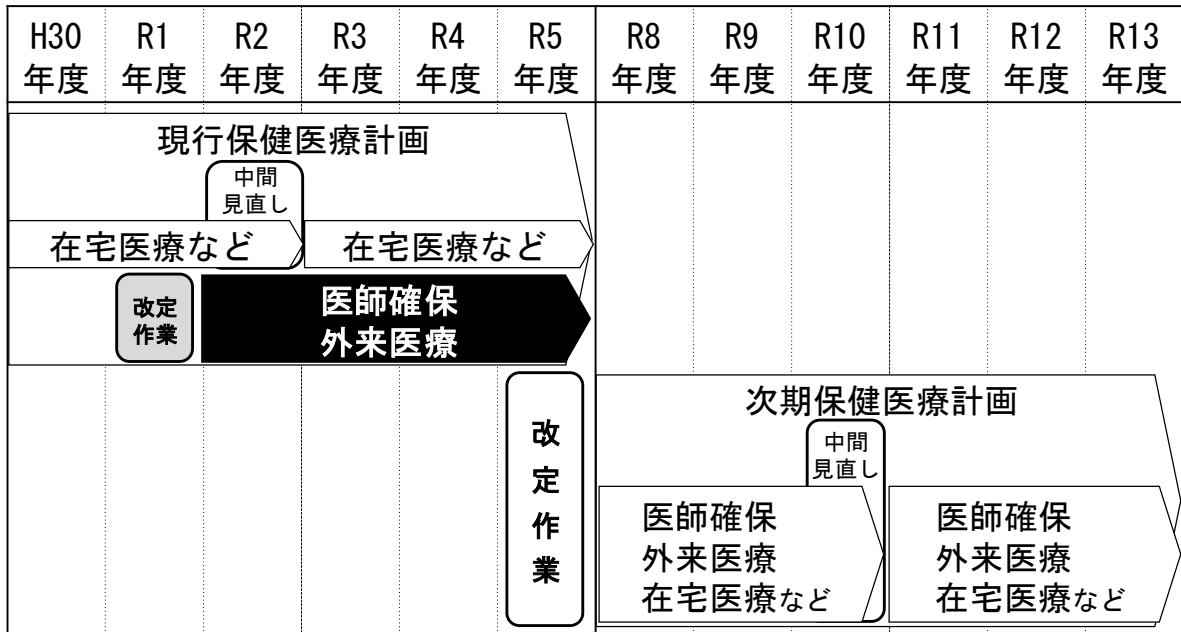 H30 R1 R2 R3 R4 R5 R8 R9 R10 R11 R12 R13
年度 年度 年度 年度 年度 年度 年度 年度 年度 年度 年度 年度
現行保健医療計画
中間
見直し
在宅医療など 在宅医療など
改定
作業
医師確保
外来医療
改
定
作
業
次期保健医療計画
中間
見直し
医師確保
外来医療
在宅医療など
医師確保
外来医療
在宅医療など